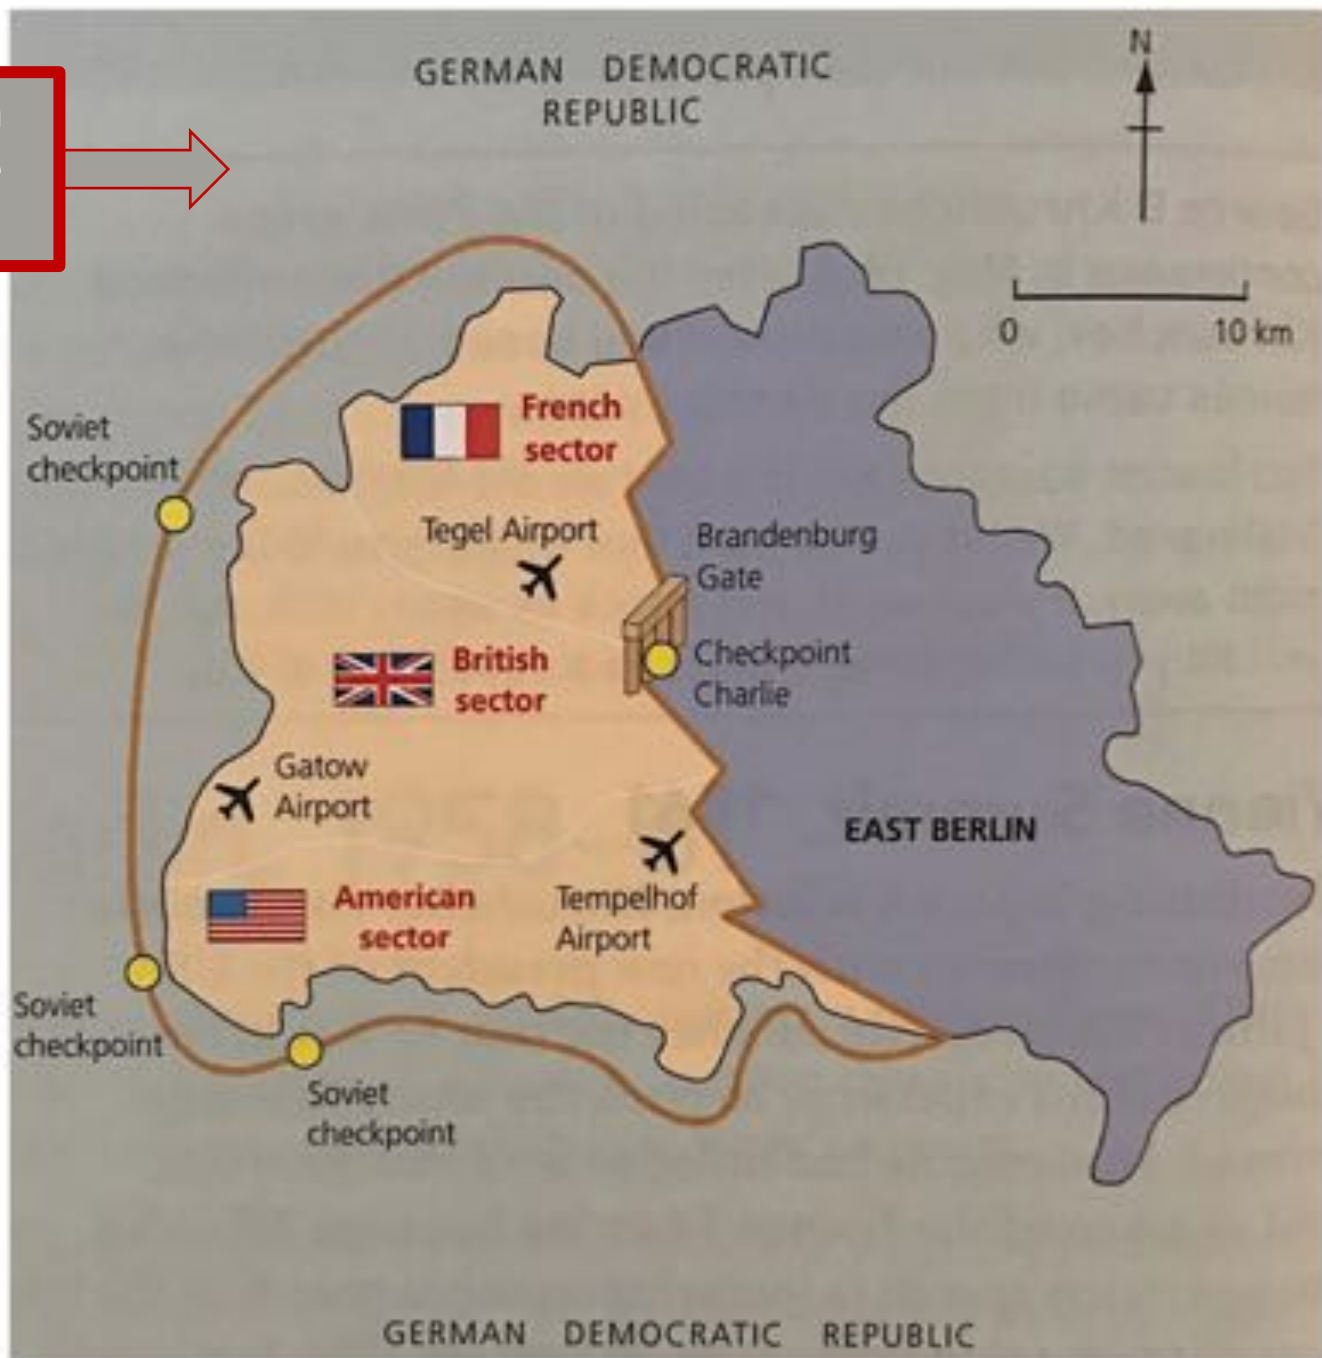 GERMAN DEMOCRATIC
REPUBLIC
N
0 10 km
French
sector
Soviet
checkpoint
Tegel Airport
Brandenburg
Gate
British
sector
Checkpoint
Charlie
Gatow
Airport
EAST BERLIN
American
sector
Tempelhof
Airport
Soviet
checkpoint
Soviet
checkpoint
GERMAN DEMOCRATIC REPUBLIC